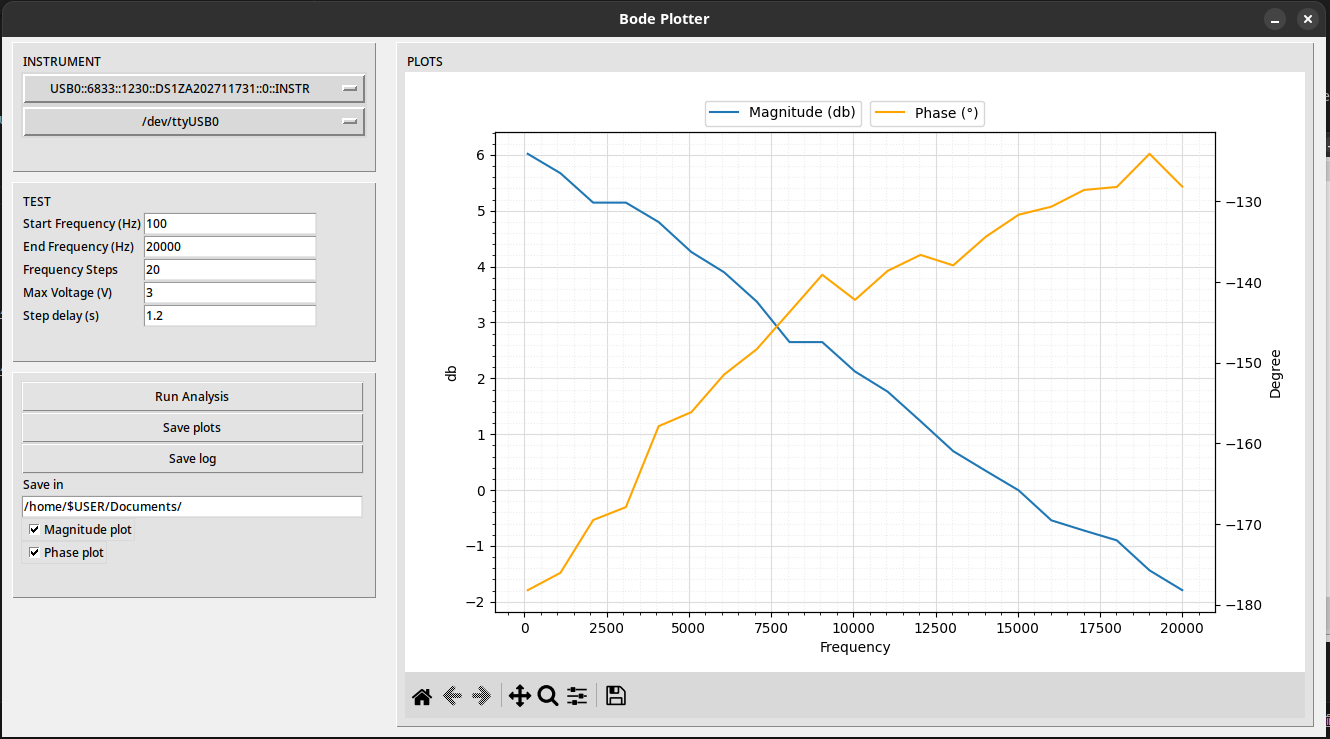 Bode Plotter
INSTRUMENT
USB0::6833::1230::DS1ZA202711731::0::INSTR
/dev/ttyUSB0
TEST
Start Frequency (Hz) 100
End Frequency (Hz) 20000
Frequency Steps 20
Max Voltage (V) 3
Step delay (s) 1.2
Run Analysis
Save plots
Save log
Save in
/home/$USER/Documents/
Magnitude plot
Phase plot
PLOTS
Magnitude (db) Phase (°)
6
5
4
3
2
1
0
−1
−2
db
−130
−140
−150
−160
−170
−180
Degree
0 2500 5000 7500 10000 12500 15000 17500 20000
Frequency